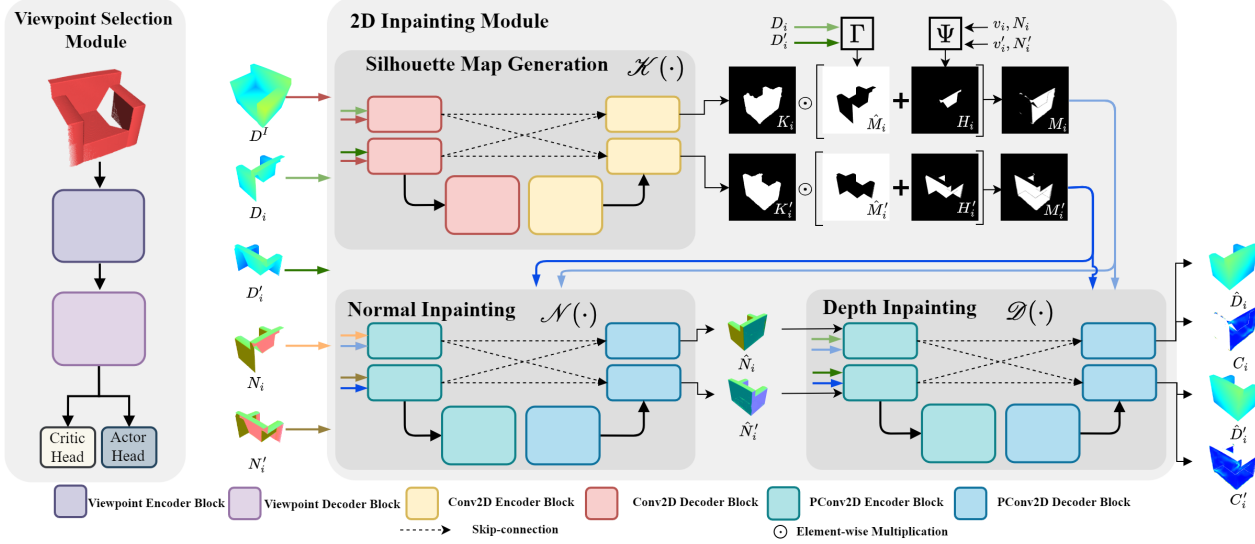 Viewpoint Selection
Module
Critic
Head
Actor
Head
2D Inpainting Module
D_i
D'_i
Γ
Ψ
v_i, N_i
v'_i, N'_i
Silhouette Map Generation 𝒦(·)
D^I
D_i
D'_i
N_i
N'_i
K_i ⊙ M̂_i + H_i M_i
K'_i ⊙ M̂'_i + H'_i M'_i
Normal Inpainting 𝒩(·)
N̂_i
N̂'_i
Depth Inpainting 𝒟(·)
D̂_i
C_i
D̂'_i
C'_i
Viewpoint Encoder Block
Viewpoint Decoder Block
Conv2D Encoder Block
Conv2D Decoder Block
PConv2D Encoder Block
PConv2D Decoder Block
Skip-connection
⊙ Element-wise Multiplication